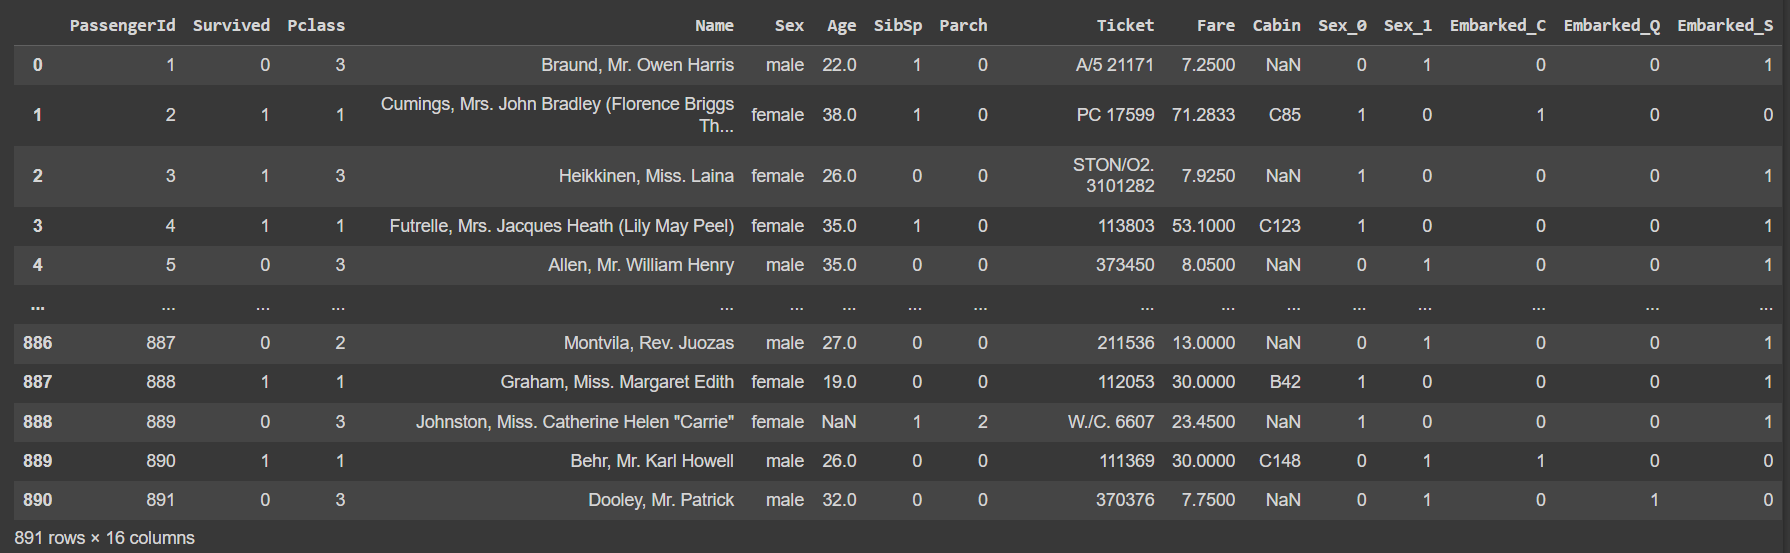 PassengerId Survived Pclass Name Sex Age SibSp Parch Ticket Fare Cabin Sex_0 Sex_1 Embarked_C Embarked_Q Embarked_S
0 1 0 3 Braund, Mr. Owen Harris male 22.0 1 0 A/5 21171 7.2500 NaN 0 1 0 0 1
1 2 1 1 Cumings, Mrs. John Bradley (Florence Briggs Th... female 38.0 1 0 PC 17599 71.2833 C85 1 0 1 0 0
2 3 1 3 Heikkinen, Miss. Laina female 26.0 0 0 STON/O2. 3101282 7.9250 NaN 1 0 0 0 1
3 4 1 1 Futrelle, Mrs. Jacques Heath (Lily May Peel) female 35.0 1 0 113803 53.1000 C123 1 0 0 0 1
4 5 0 3 Allen, Mr. William Henry male 35.0 0 0 373450 8.0500 NaN 0 1 0 0 1
... ... ... ... ... ... ... ... ... ... ... ... ... ... ... ... ...
886 887 0 2 Montvila, Rev. Juozas male 27.0 0 0 211536 13.0000 NaN 0 1 0 0 1
887 888 1 1 Graham, Miss. Margaret Edith female 19.0 0 0 112053 30.0000 B42 1 0 0 0 1
888 889 0 3 Johnston, Miss. Catherine Helen "Carrie" female NaN 1 2 W./C. 6607 23.4500 NaN 1 0 0 0 1
889 890 1 1 Behr, Mr. Karl Howell male 26.0 0 0 111369 30.0000 C148 0 1 1 0 0
890 891 0 3 Dooley, Mr. Patrick male 32.0 0 0 370376 7.7500 NaN 0 1 0 1 0
891 rows × 16 columns